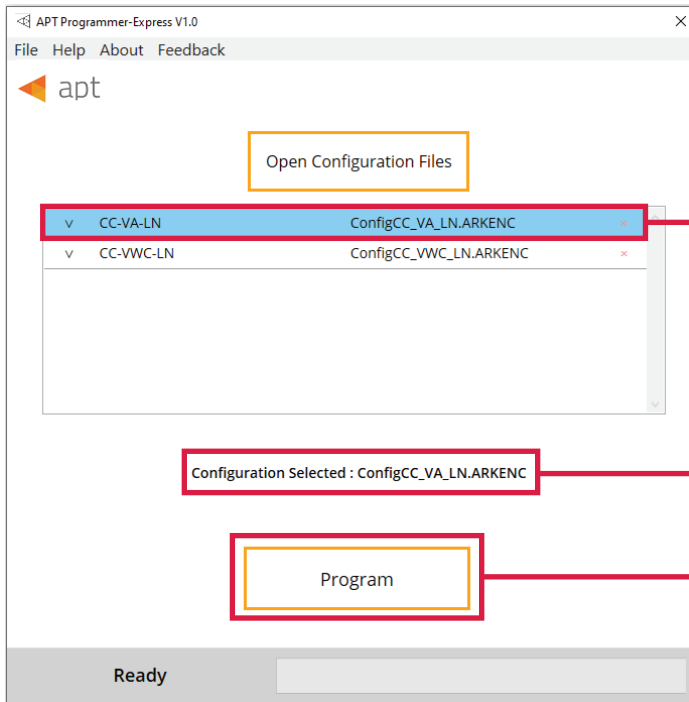 APT Programmer-Express V1.0 ×
File Help About Feedback
apt
Open Configuration Files
v CC-VA-LN ConfigCC_VA_LN.ARKENC ×
v CC-VWC-LN ConfigCC_VWC_LN.ARKENC ×
Configuration Selected : ConfigCC_VA_LN.ARKENC
Program
Ready